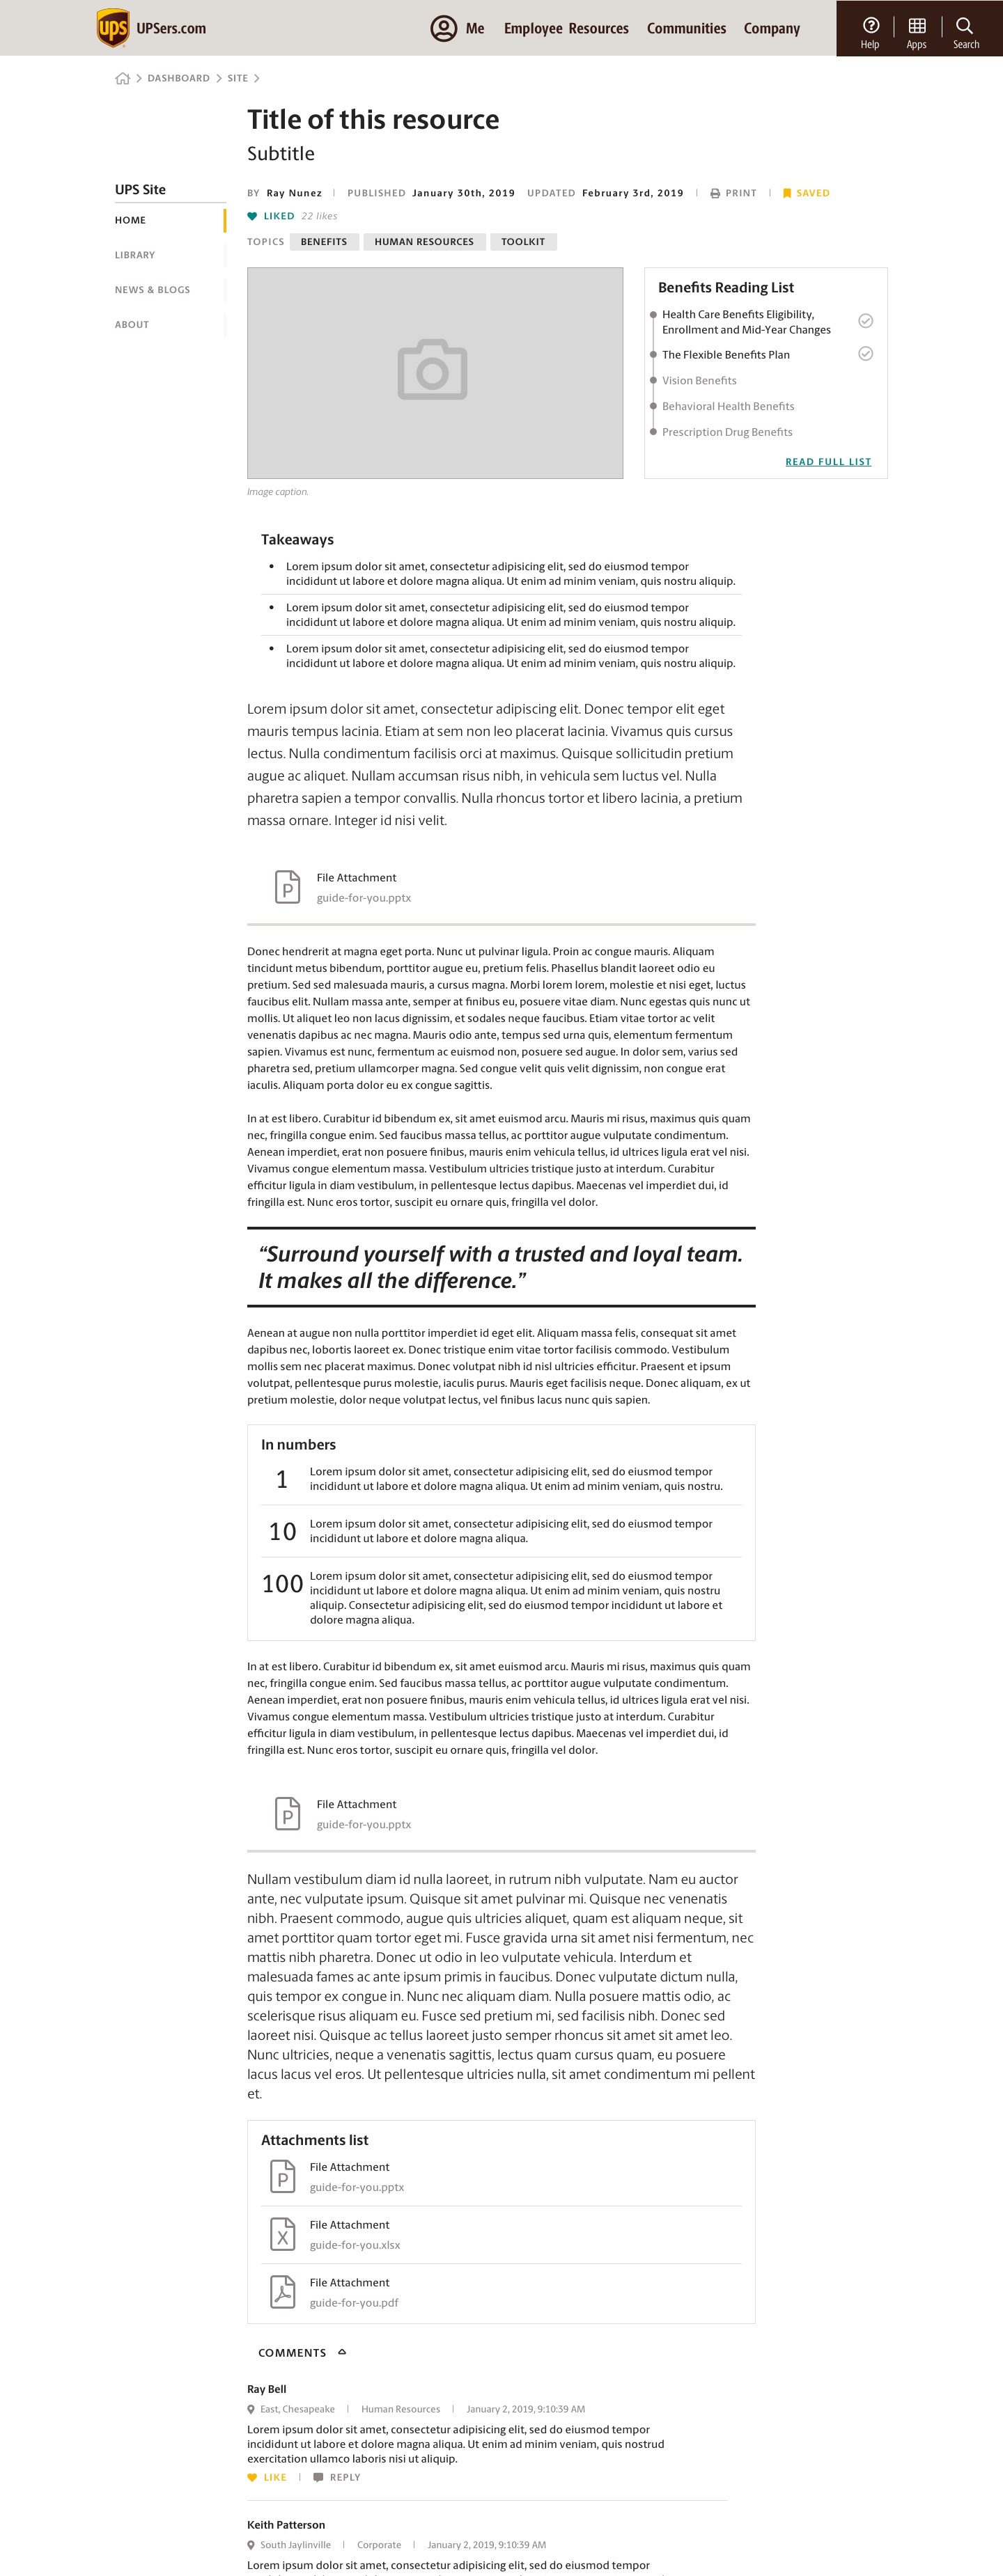 ups UPSers.com Me Employee Resources Communities Company Help Apps Search
DASHBOARD SITE
Title of this resource
Subtitle
UPS Site
HOME
LIBRARY
NEWS & BLOGS
ABOUT
BY Ray Nunez PUBLISHED January 30th, 2019 UPDATED February 3rd, 2019 PRINT SAVED
LIKED 22 likes
TOPICS BENEFITS HUMAN RESOURCES TOOLKIT
Image caption.
Benefits Reading List
Health Care Benefits Eligibility,
Enrollment and Mid-Year Changes
The Flexible Benefits Plan
Vision Benefits
Behavioral Health Benefits
Prescription Drug Benefits
READ FULL LIST
Takeaways
• Lorem ipsum dolor sit amet, consectetur adipisicing elit, sed do eiusmod tempor
incididunt ut labore et dolore magna aliqua. Ut enim ad minim veniam, quis nostru aliquip.
• Lorem ipsum dolor sit amet, consectetur adipisicing elit, sed do eiusmod tempor
incididunt ut labore et dolore magna aliqua. Ut enim ad minim veniam, quis nostru aliquip.
• Lorem ipsum dolor sit amet, consectetur adipisicing elit, sed do eiusmod tempor
incididunt ut labore et dolore magna aliqua. Ut enim ad minim veniam, quis nostru aliquip.
Lorem ipsum dolor sit amet, consectetur adipiscing elit. Donec tempor elit eget
mauris tempus lacinia. Etiam at sem non leo placerat lacinia. Vivamus quis cursus
lectus. Nulla condimentum facilisis orci at maximus. Quisque sollicitudin pretium
augue ac aliquet. Nullam accumsan risus nibh, in vehicula sem luctus vel. Nulla
pharetra sapien a tempor convallis. Nulla rhoncus tortor et libero lacinia, a pretium
massa ornare. Integer id nisi velit.
P File Attachment
guide-for-you.pptx
Donec hendrerit at magna eget porta. Nunc ut pulvinar ligula. Proin ac congue mauris. Aliquam
tincidunt metus bibendum, porttitor augue eu, pretium felis. Phasellus blandit laoreet odio eu
pretium. Sed sed malesuada mauris, a cursus magna. Morbi lorem lorem, molestie et nisi eget, luctus
faucibus elit. Nullam massa ante, semper at finibus eu, posuere vitae diam. Nunc egestas quis nunc ut
mollis. Ut aliquet leo non lacus dignissim, et sodales neque faucibus. Etiam vitae tortor ac velit
venenatis dapibus ac nec magna. Mauris odio ante, tempus sed urna quis, elementum fermentum
sapien. Vivamus est nunc, fermentum ac euismod non, posuere sed augue. In dolor sem, varius sed
pharetra sed, pretium ullamcorper magna. Sed congue velit quis velit dignissim, non congue erat
iaculis. Aliquam porta dolor eu ex congue sagittis.
In at est libero. Curabitur id bibendum ex, sit amet euismod arcu. Mauris mi risus, maximus quis quam
nec, fringilla congue enim. Sed faucibus massa tellus, ac porttitor augue vulputate condimentum.
Aenean imperdiet, erat non posuere finibus, mauris enim vehicula tellus, id ultrices ligula erat vel nisi.
Vivamus congue elementum massa. Vestibulum ultricies tristique justo at interdum. Curabitur
efficitur ligula in diam vestibulum, in pellentesque lectus dapibus. Maecenas vel imperdiet dui, id
fringilla est. Nunc eros tortor, suscipit eu ornare quis, fringilla vel dolor.
“Surround yourself with a trusted and loyal team.
It makes all the difference.”
Aenean at augue non nulla porttitor imperdiet id eget elit. Aliquam massa felis, consequat sit amet
dapibus nec, lobortis laoreet ex. Donec tristique enim vitae tortor facilisis commodo. Vestibulum
mollis sem nec placerat maximus. Donec volutpat nibh id nisl ultricies efficitur. Praesent et ipsum
volutpat, pellentesque purus molestie, iaculis purus. Mauris eget facilisis neque. Donec aliquam, ex ut
pretium molestie, dolor neque volutpat lectus, vel finibus lacus nunc quis sapien.
In numbers
1 Lorem ipsum dolor sit amet, consectetur adipisicing elit, sed do eiusmod tempor
incididunt ut labore et dolore magna aliqua. Ut enim ad minim veniam, quis nostru.
10 Lorem ipsum dolor sit amet, consectetur adipisicing elit, sed do eiusmod tempor
incididunt ut labore et dolore magna aliqua.
100 Lorem ipsum dolor sit amet, consectetur adipisicing elit, sed do eiusmod tempor
incididunt ut labore et dolore magna aliqua. Ut enim ad minim veniam, quis nostru
aliquip. Consectetur adipisicing elit, sed do eiusmod tempor incididunt ut labore et
dolore magna aliqua.
In at est libero. Curabitur id bibendum ex, sit amet euismod arcu. Mauris mi risus, maximus quis quam
nec, fringilla congue enim. Sed faucibus massa tellus, ac porttitor augue vulputate condimentum.
Aenean imperdiet, erat non posuere finibus, mauris enim vehicula tellus, id ultrices ligula erat vel nisi.
Vivamus congue elementum massa. Vestibulum ultricies tristique justo at interdum. Curabitur
efficitur ligula in diam vestibulum, in pellentesque lectus dapibus. Maecenas vel imperdiet dui, id
fringilla est. Nunc eros tortor, suscipit eu ornare quis, fringilla vel dolor.
P File Attachment
guide-for-you.pptx
Nullam vestibulum diam id nulla laoreet, in rutrum nibh vulputate. Nam eu auctor
ante, nec vulputate ipsum. Quisque sit amet pulvinar mi. Quisque nec venenatis
nibh. Praesent commodo, augue quis ultricies aliquet, quam est aliquam neque, sit
amet porttitor quam tortor eget mi. Fusce gravida urna sit amet nisi fermentum, nec
mattis nibh pharetra. Donec ut odio in leo vulputate vehicula. Interdum et
malesuada fames ac ante ipsum primis in faucibus. Donec vulputate dictum nulla,
quis tempor ex congue in. Nunc nec aliquam diam. Nulla posuere mattis odio, ac
scelerisque risus aliquam eu. Fusce sed pretium mi, sed facilisis nibh. Donec sed
laoreet nisi. Quisque ac tellus laoreet justo semper rhoncus sit amet sit amet leo.
Nunc ultricies, neque a venenatis sagittis, lectus quam cursus quam, eu posuere
lacus lacus vel eros. Ut pellentesque ultricies nulla, sit amet condimentum mi pellent
et.
Attachments list
P File Attachment
guide-for-you.pptx
X File Attachment
guide-for-you.xlsx
File Attachment
guide-for-you.pdf
COMMENTS
Ray Bell
East, Chesapeake Human Resources January 2, 2019, 9:10:39 AM
Lorem ipsum dolor sit amet, consectetur adipisicing elit, sed do eiusmod tempor
incididunt ut labore et dolore magna aliqua. Ut enim ad minim veniam, quis nostrud
exercitation ullamco laboris nisi ut aliquip.
LIKE REPLY
Keith Patterson
South Jaylinville Corporate January 2, 2019, 9:10:39 AM
Lorem ipsum dolor sit amet, consectetur adipisicing elit, sed do eiusmod tempor